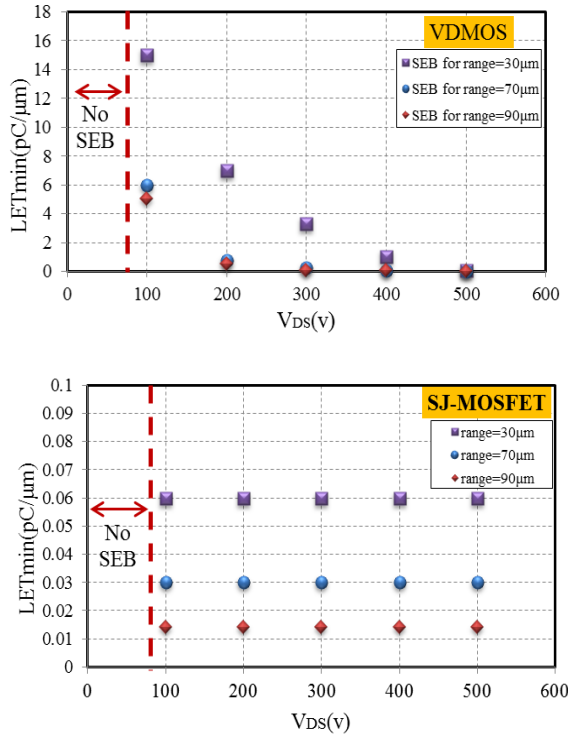 VDMOS
SEB for range=30μm
SEB for range=70μm
SEB for range=90μm
No
SEB
LETmin(pC/μm)
18
16
14
12
10
8
6
4
2
0
0 100 200 300 400 500 600
VDS(v)
SJ-MOSFET
range=30μm
range=70μm
range=90μm
No
SEB
LETmin(pC/μm)
0.1
0.09
0.08
0.07
0.06
0.05
0.04
0.03
0.02
0.01
0
0 100 200 300 400 500 600
VDS(v)